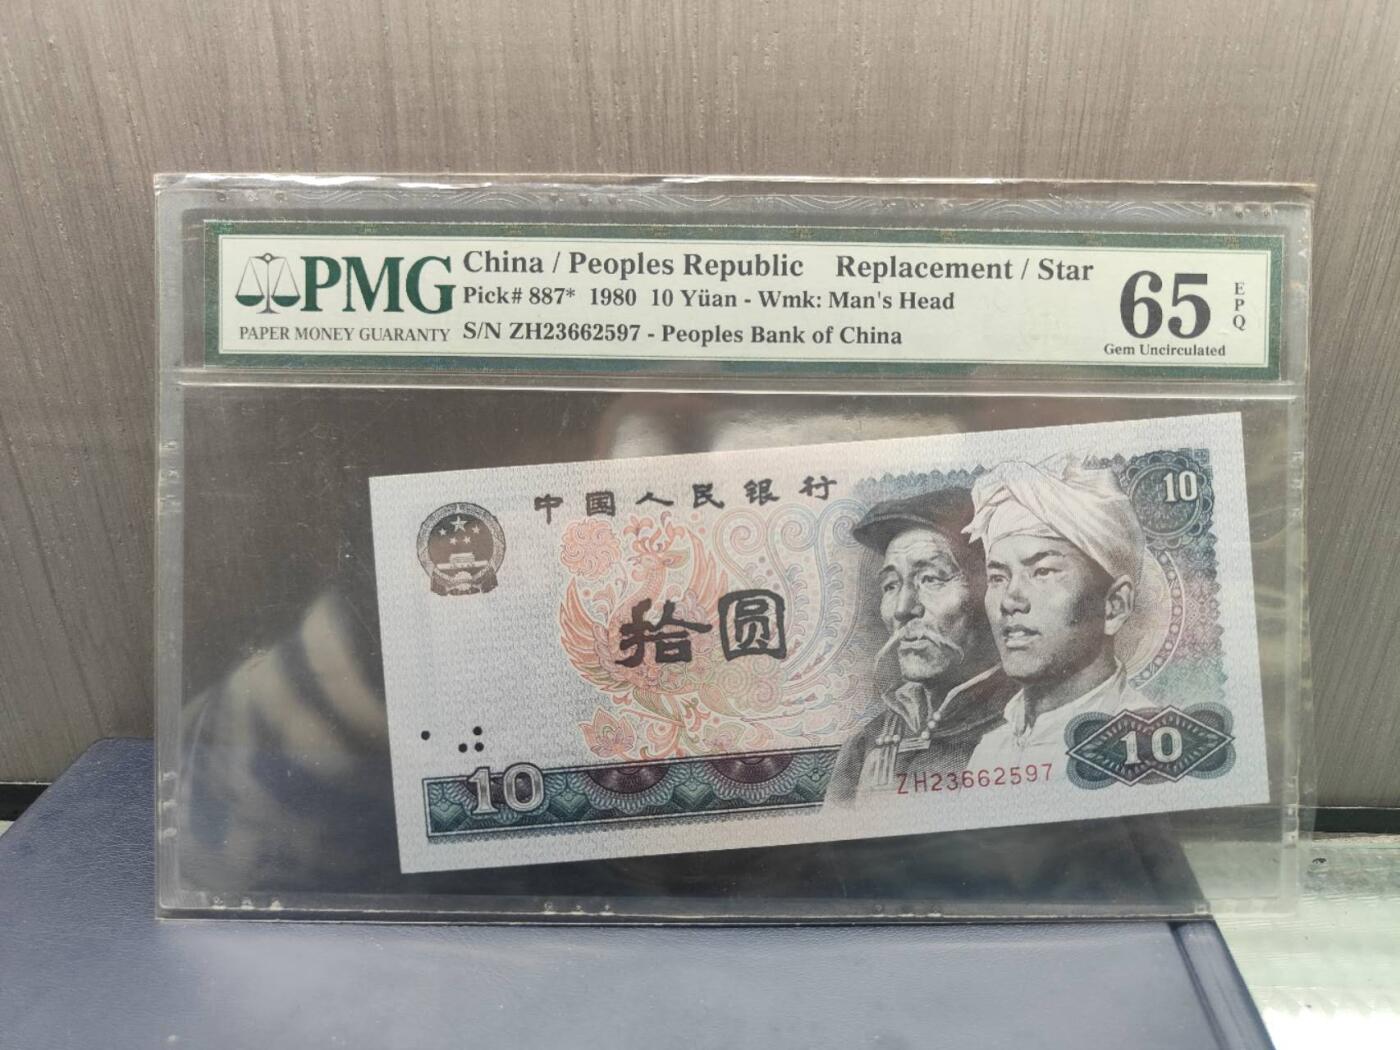 PMG
PAPER MONEY GUARANTY
China / Peoples Republic Replacement / Star
Pick# 887* 1980 10 Yüan - Wmk: Man's Head
S/N ZH23662597 - Peoples Bank of China
65
EPQ
Gem Uncirculated
中国人民银行
10
拾圆
10
ZH23662597
10